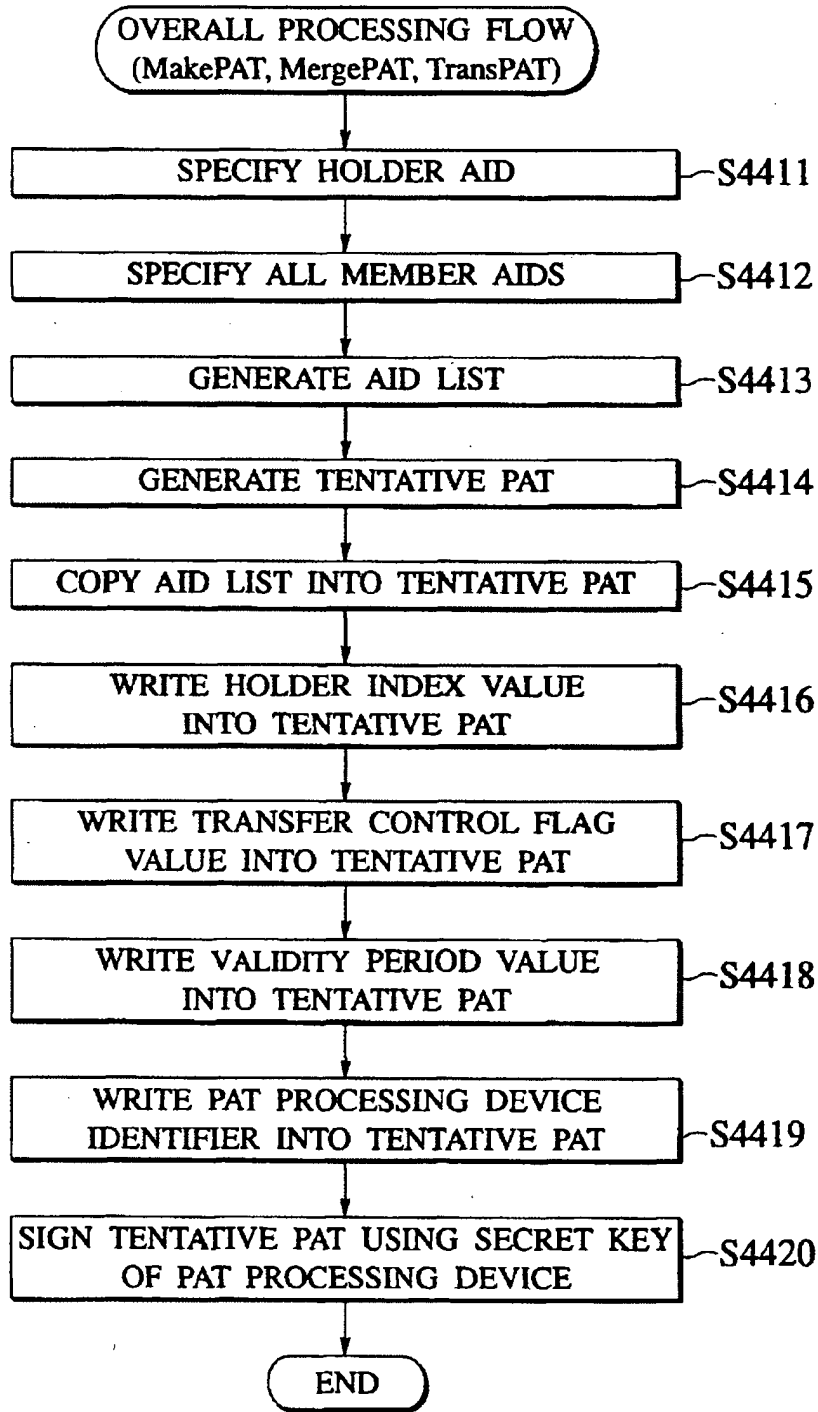 OVERALL PROCESSING FLOW
(MakePAT, MergePAT, TransPAT)
SPECIFY HOLDER AID
S4411
SPECIFY ALL MEMBER AIDS
S4412
GENERATE AID LIST
S4413
GENERATE TENTATIVE PAT
S4414
COPY AID LIST INTO TENTATIVE PAT
S4415
WRITE HOLDER INDEX VALUE
INTO TENTATIVE PAT
S4416
WRITE TRANSFER CONTROL FLAG
VALUE INTO TENTATIVE PAT
S4417
WRITE VALIDITY PERIOD VALUE
INTO TENTATIVE PAT
S4418
WRITE PAT PROCESSING DEVICE
IDENTIFIER INTO TENTATIVE PAT
S4419
SIGN TENTATIVE PAT USING SECRET KEY
OF PAT PROCESSING DEVICE
S4420
END